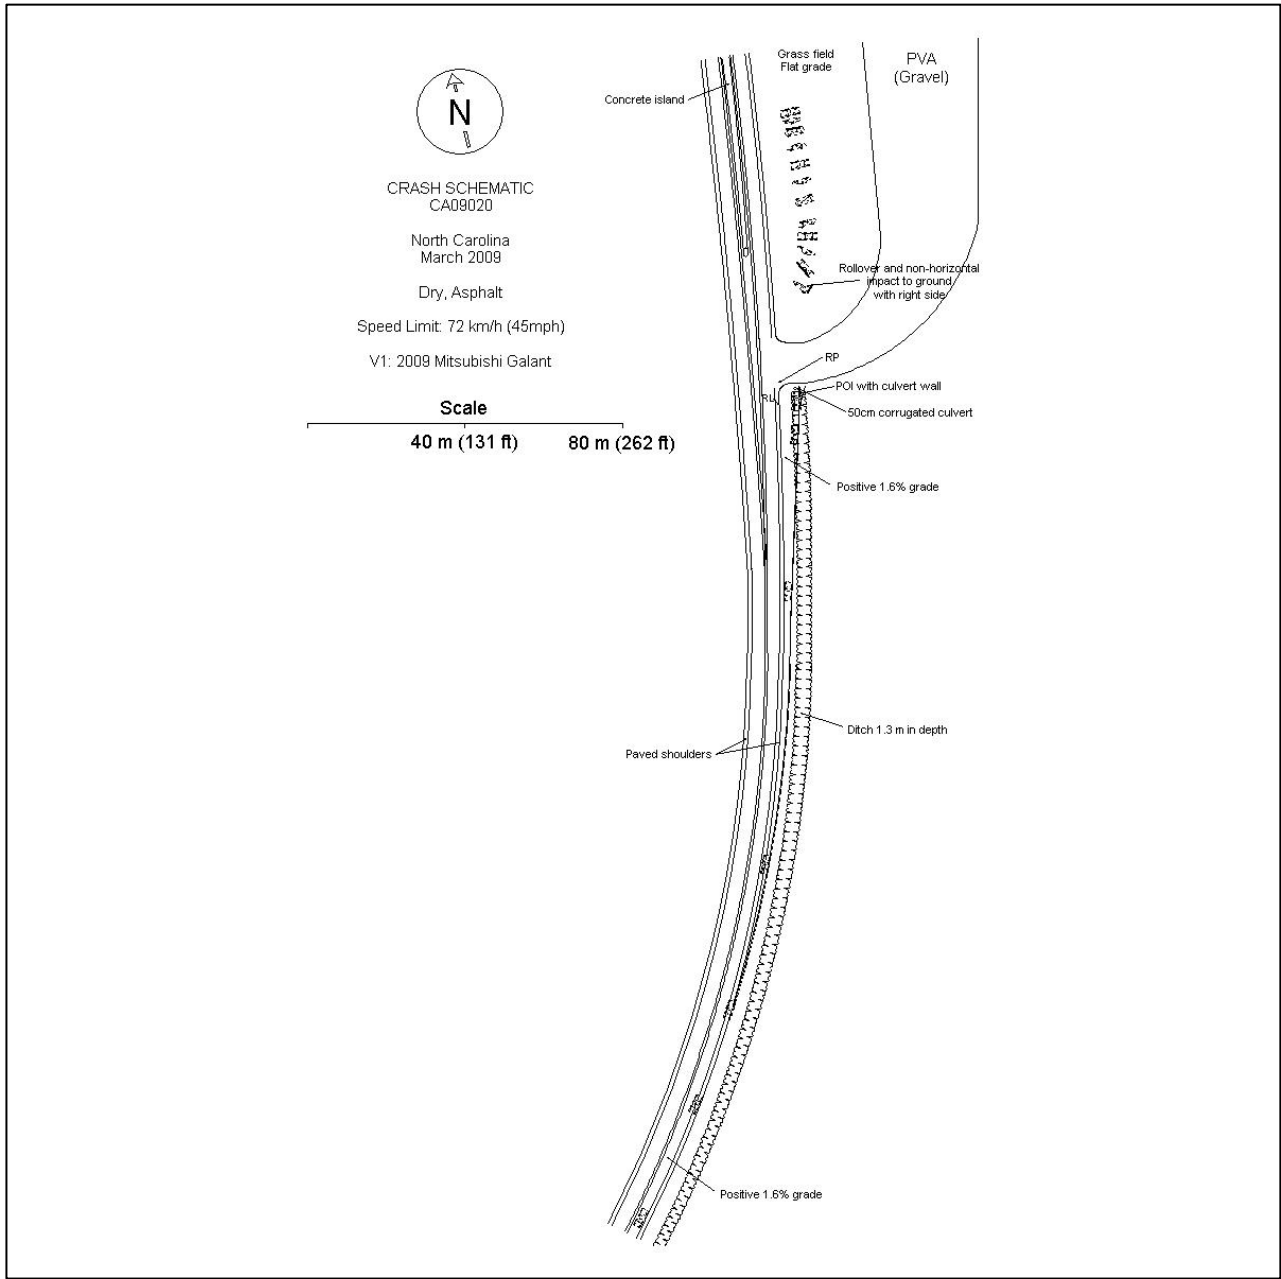 Grass field
Flat grade
PVA
(Gravel)
Concrete island
N
CRASH SCHEMATIC
CA09020
North Carolina
March 2009
Dry, Asphalt
Speed Limit: 72 km/h (45mph)
V1: 2009 Mitsubishi Galant
Scale
40 m (131 ft)
80 m (262 ft)
Rollover and non-horizontal
impact to ground
with right side
RP
RL
POI with culvert wall
50cm corrugated culvert
Positive 1.6% grade
Ditch 1.3 m in depth
Paved shoulders
Positive 1.6% grade